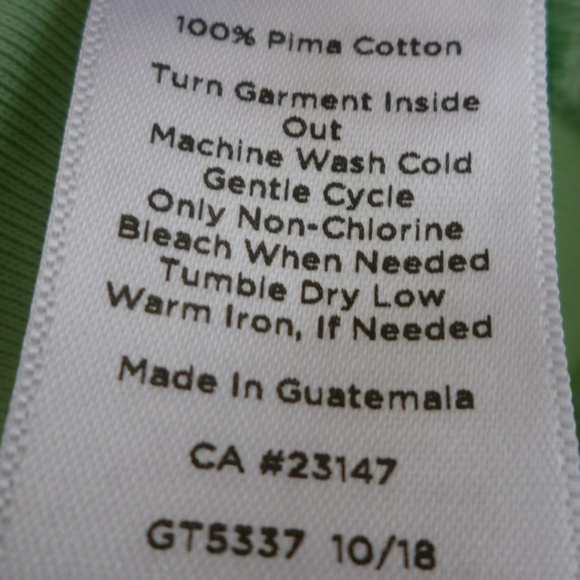 100% Pima Cotton
Turn Garment Inside
Out
Machine Wash Cold
Gentle Cycle
Only Non-Chlorine
Bleach When Needed
Tumble Dry Low
Warm Iron, If Needed
Made In Guatemala
CA #23147
GT5337 10/18